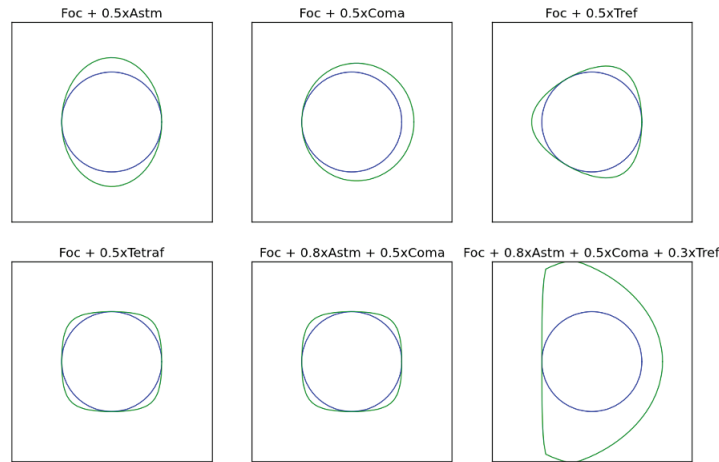 Foc + 0.5xAstm
Foc + 0.5xComa
Foc + 0.5xTref
Foc + 0.5xTetraf
Foc + 0.8xAstm + 0.5xComa
Foc + 0.8xAstm + 0.5xComa + 0.3xTref